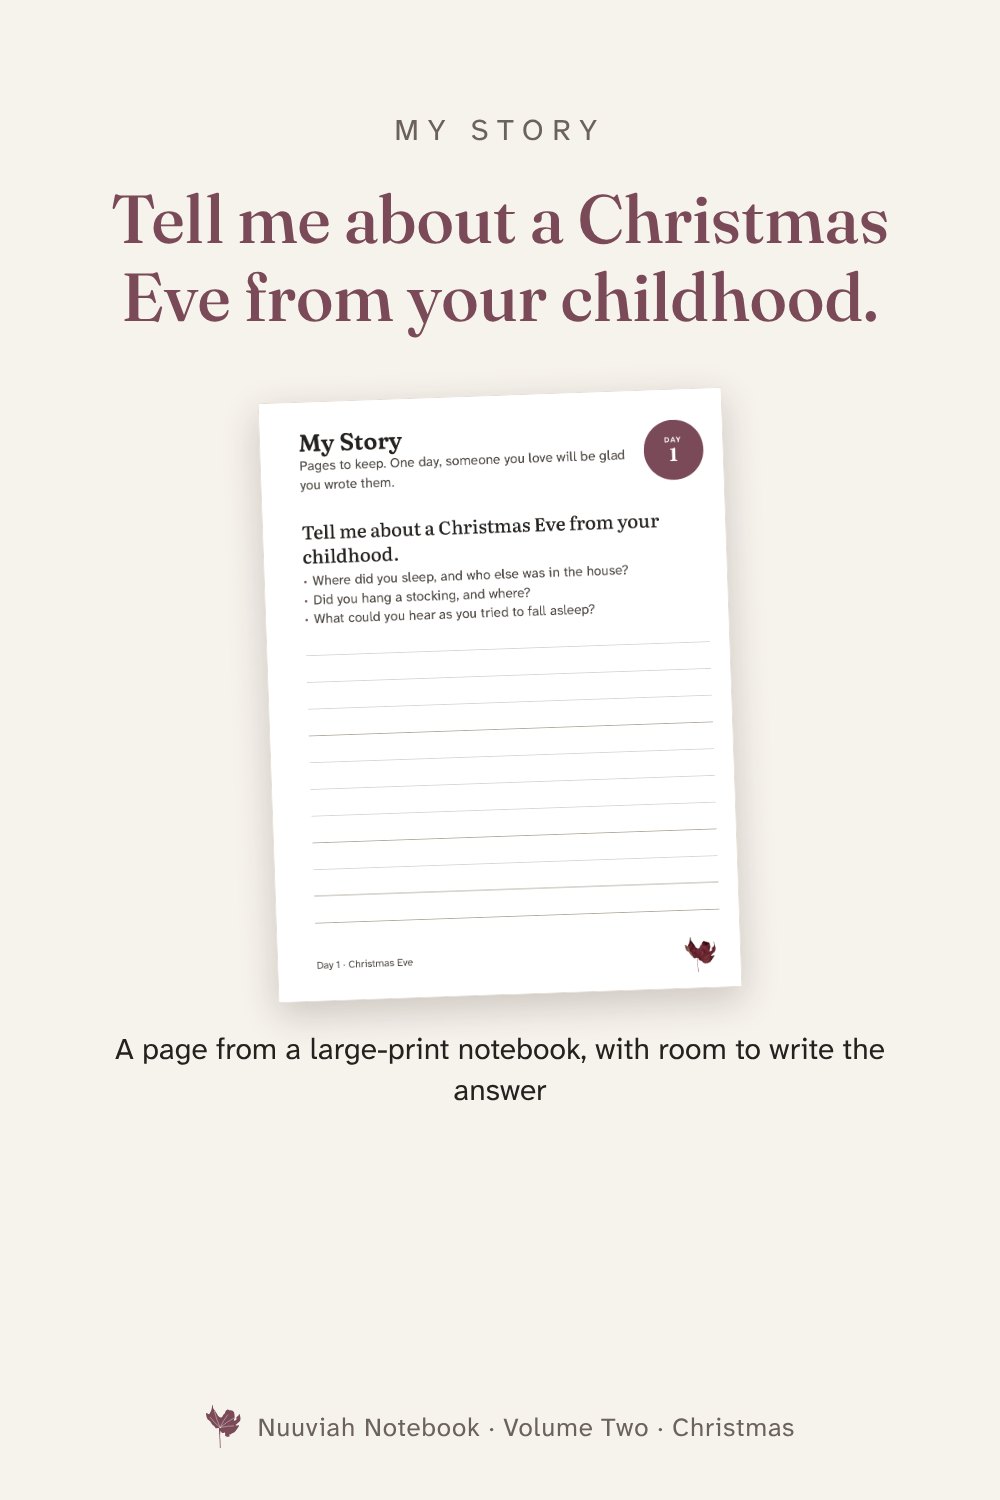 MY STORY
Tell me about a Christmas
Eve from your childhood.
My Story
Pages to keep. One day, someone you love will be glad
you wrote them.
DAY
1
Tell me about a Christmas Eve from your
childhood.
· Where did you sleep, and who else was in the house?
· Did you hang a stocking, and where?
· What could you hear as you tried to fall asleep?
Day 1 · Christmas Eve
A page from a large-print notebook, with room to write the
answer
Nuuviah Notebook · Volume Two · Christmas